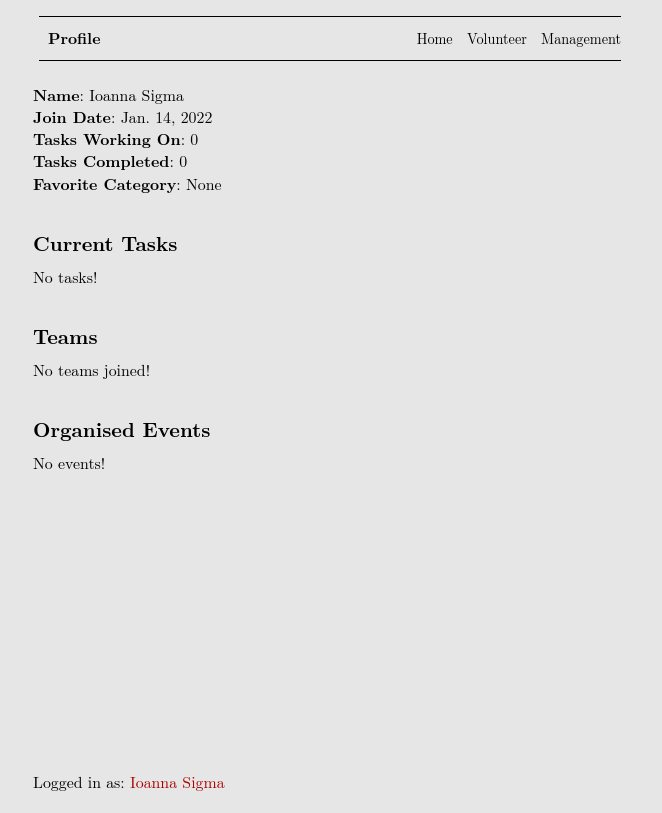 Profile Home Volunteer Management
Name: Ioanna Sigma
Join Date: Jan. 14, 2022
Tasks Working On: 0
Tasks Completed: 0
Favorite Category: None
Current Tasks
No tasks!
Teams
No teams joined!
Organised Events
No events!
Logged in as: Ioanna Sigma